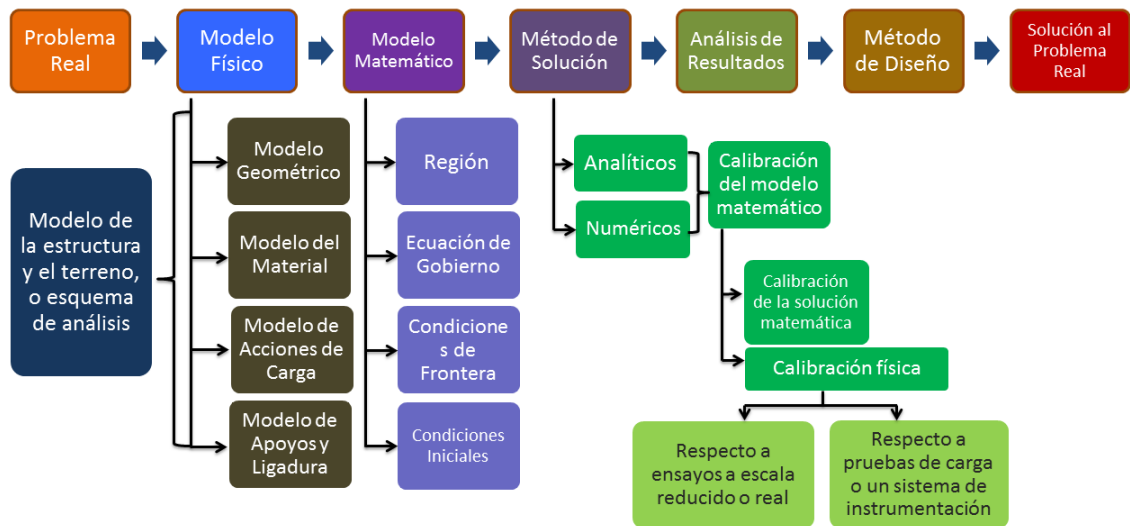 Problema
Real
Modelo
Físico
Modelo
Matemático
Método de
Solución
Análisis de
Resultados
Método
de Diseño
Solución al
Problema
Real
Modelo de
la estructura
y el terreno,
o esquema
de análisis
Modelo
Geométrico
Modelo del
Material
Modelo de
Acciones de
Carga
Modelo de
Apoyos y
Ligadura
Región
Ecuación de
Gobierno
Condicione
s de
Frontera
Condiciones
Iniciales
Analíticos
Numéricos
Calibración
del modelo
matemático
Calibración
de la solución
matemática
Calibración física
Respecto a
ensayos a escala
reducido o real
Respecto a
pruebas de carga
o un sistema de
instrumentación